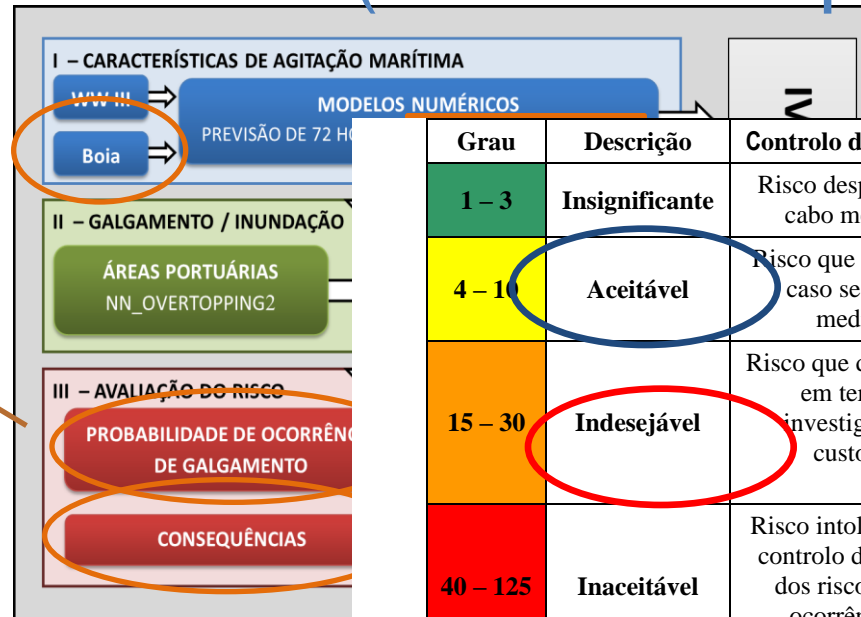 I – CARACTERÍSTICAS DE AGITAÇÃO MARÍTIMA
WW III
Boia
MODELOS NUMÉRICOS
PREVISÃO DE 72 HO
IV
II – GALGAMENTO / INUNDAÇÃO
ÁREAS PORTUÁRIAS
NN_OVERTOPPING2
III – AVALIAÇÃO DO RISCO
PROBABILIDADE DE OCORRÊNC
DE GALGAMENTO
CONSEQUÊNCIAS
Grau Descrição Controlo d
1 – 3 Insignificante Risco desp
cabo m
4 – 10 Aceitável Risco que
caso se
med
15 – 30 Indesejável Risco que
em ter
investig
custo
40 – 125 Inaceitável Risco intol
controlo d
dos risco
ocorrên